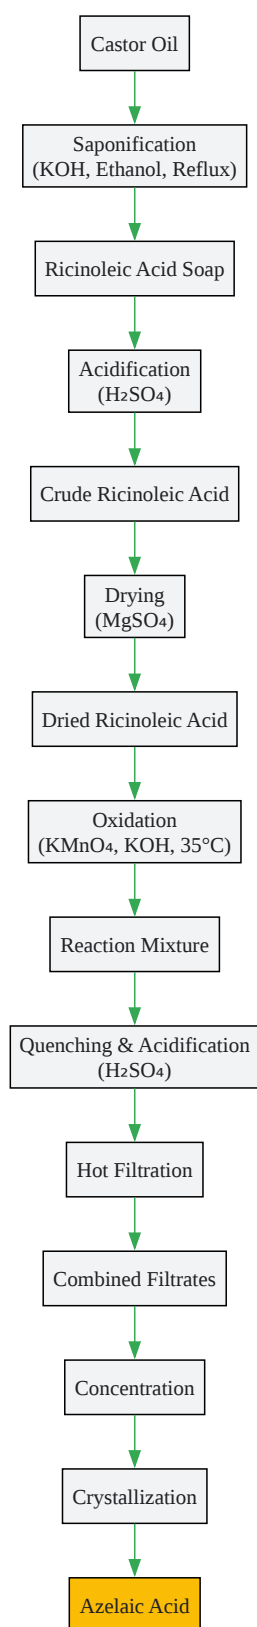 Castor Oil
Saponification
(KOH, Ethanol, Reflux)
Ricinoleic Acid Soap
Acidification
(H₂SO₄)
Crude Ricinoleic Acid
Drying
(MgSO₄)
Dried Ricinoleic Acid
Oxidation
(KMnO₄, KOH, 35°C)
Reaction Mixture
Quenching & Acidification
(H₂SO₄)
Hot Filtration
Combined Filtrates
Concentration
Crystallization
Azelaic Acid